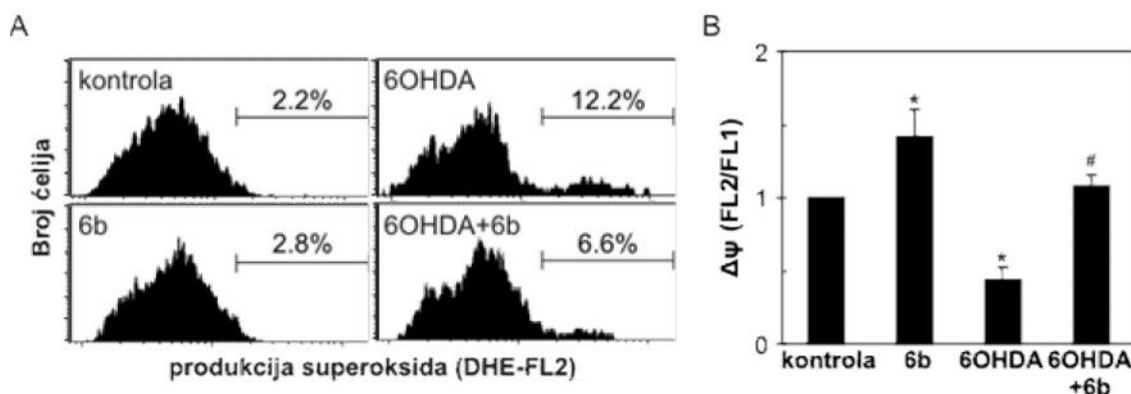 A
kontrola
2.2%
6OHDA
12.2%
6b
2.8%
6OHDA+6b
6.6%
Broj ćelija
produkcija superoksida (DHE-FL2)
B
2
1
0
Δψ (FL2/FL1)
*
*
#
kontrola 6b 6OHDA 6OHDA
+6b